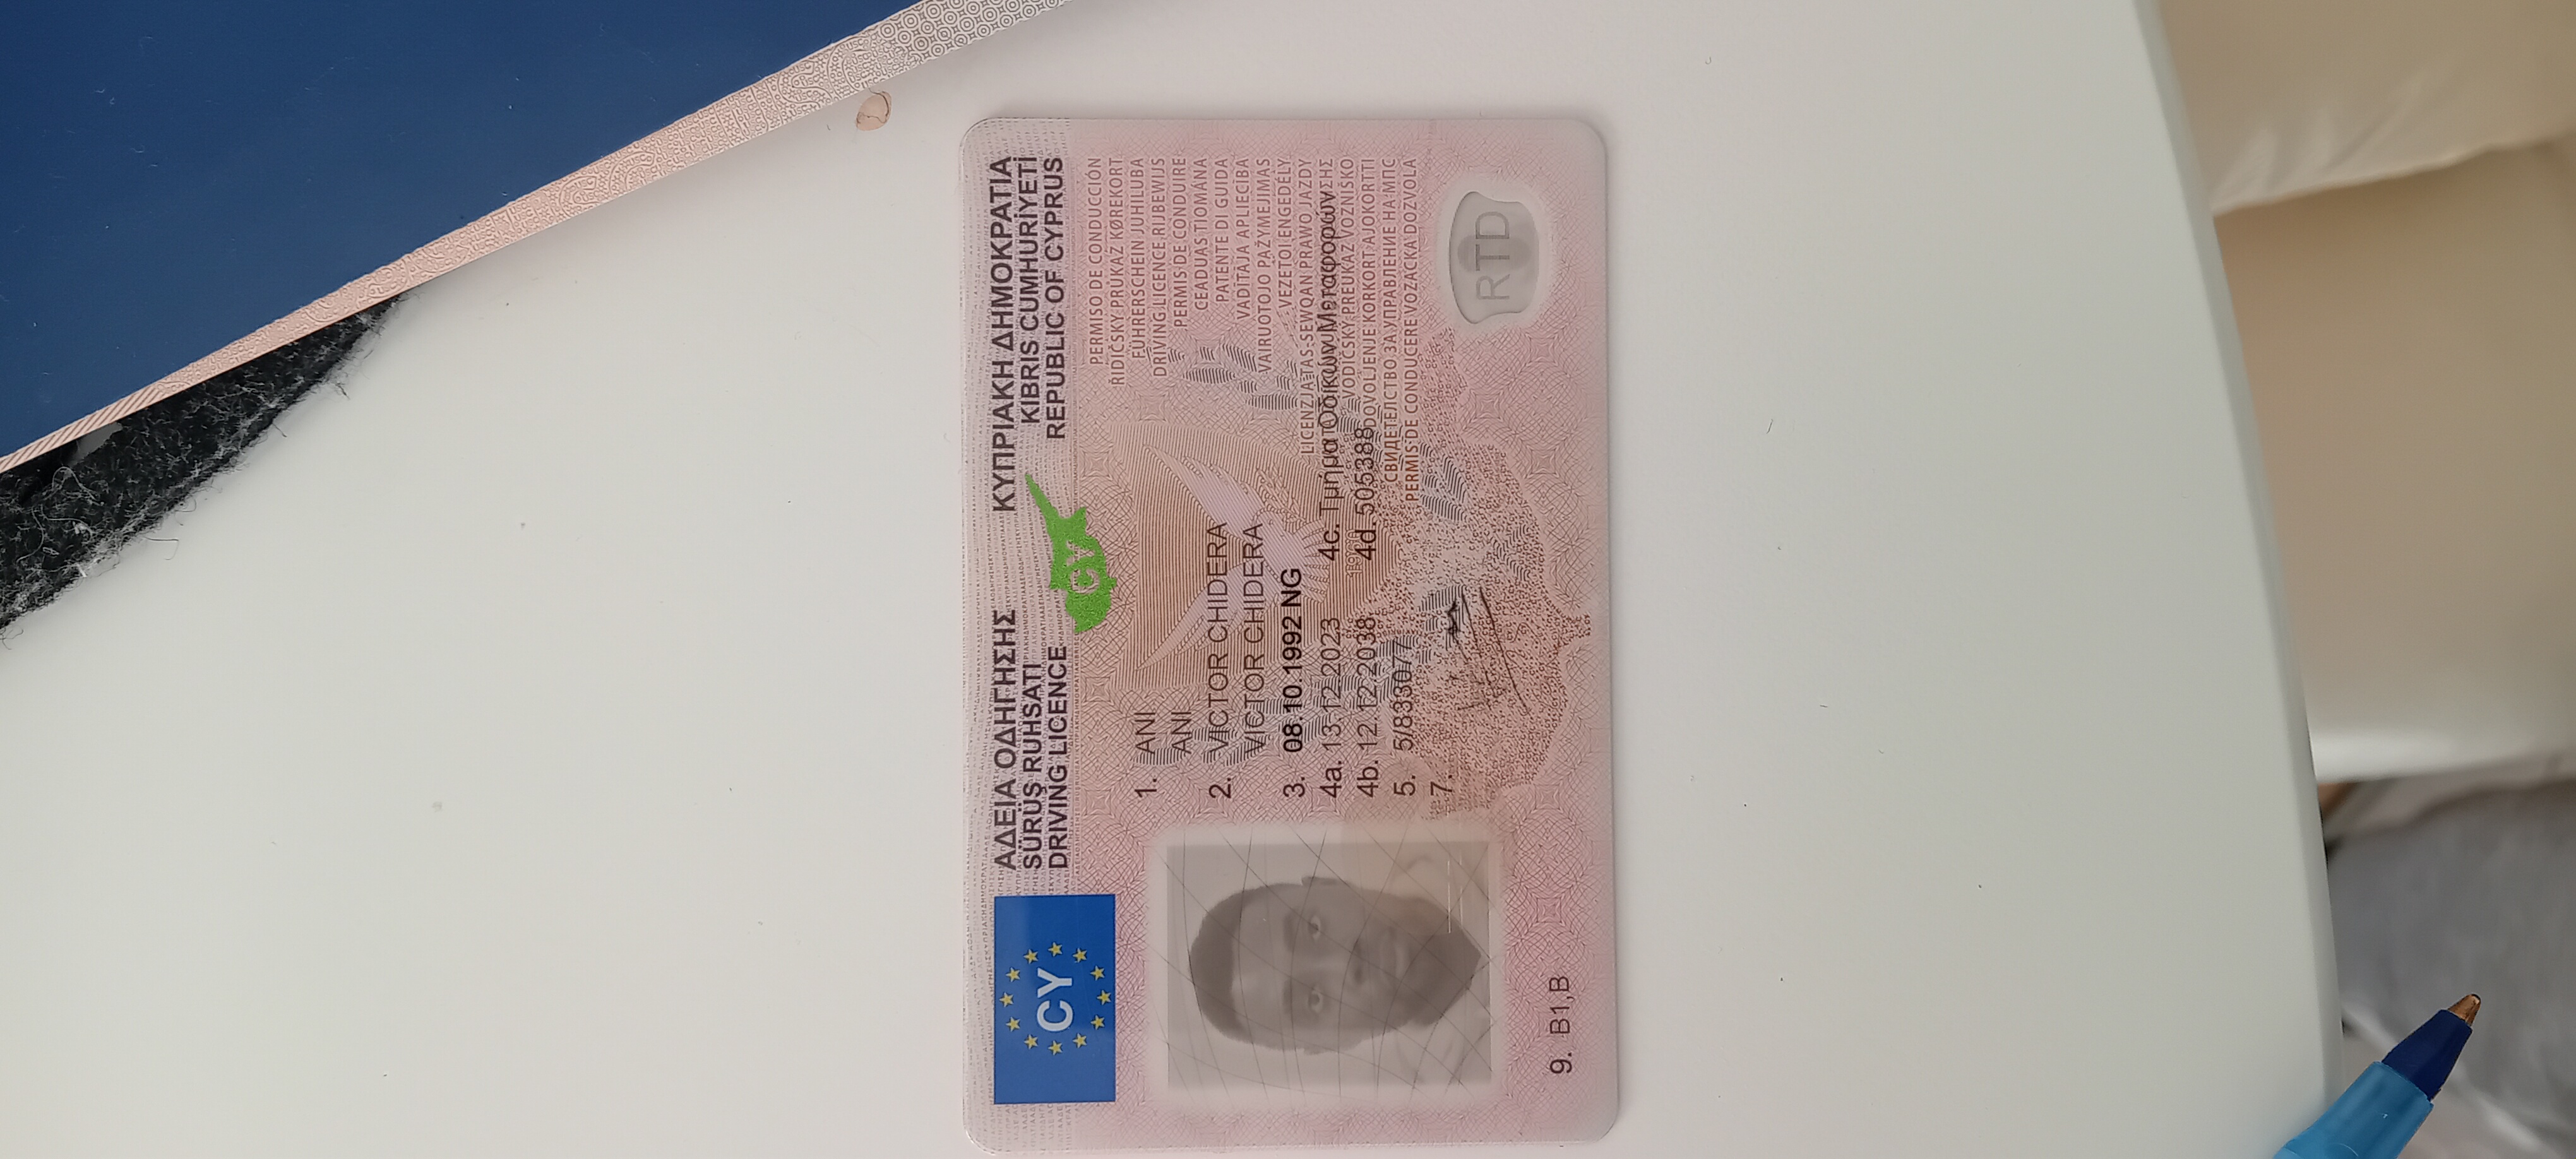 CY
ΑΔΕΙΑ ΟΔΗΓΗΣΗΣ
SÜRÜŞ RUHSATI
DRIVING LICENCE
ΚΥΠΡΙΑΚΗ ΔΗΜΟΚΡΑΤΙΑ
KIBRIS CUMHURİYETİ
REPUBLIC OF CYPRUS
CY
PERMISO DE CONDUCCIÓN
ŘIDIČSKÝ PRŮKAZ KØREKORT
FÜHRERSCHEIN JUHILUBA
DRIVING LICENCE RIJBEWIJS
PERMIS DE CONDUIRE
CEADUAS TIOMÁNA
PATENTE DI GUIDA
VADĪTĀJA APLIECĪBA
VAIRUOTOJO PAŽYMĖJIMAS
VEZETŐI ENGEDÉLY
LICENZJA TAS-SEWQAN PRAWO JAZDY
VODIČSKÝ PREUKAZ VOZNIŠKO
DOVOLJENJE KÖRKORT AJOKORTTI
СВИДЕТЕЛСТВО ЗА УПРАВЛЕНИЕ НА МПС
PERMIS DE CONDUCERE VOZAČKA DOZVOLA
1. ANI
ANI
2. VICTOR CHIDERA
VICTOR CHIDERA
3. 08.10.1992 NG
4a. 13.12.2023 4c. Τμήμα Οδικών Μεταφορών
1960
4b. 12.12.2038 4d. 505388
5. 5/833077
7.
RTD
9. B1,B